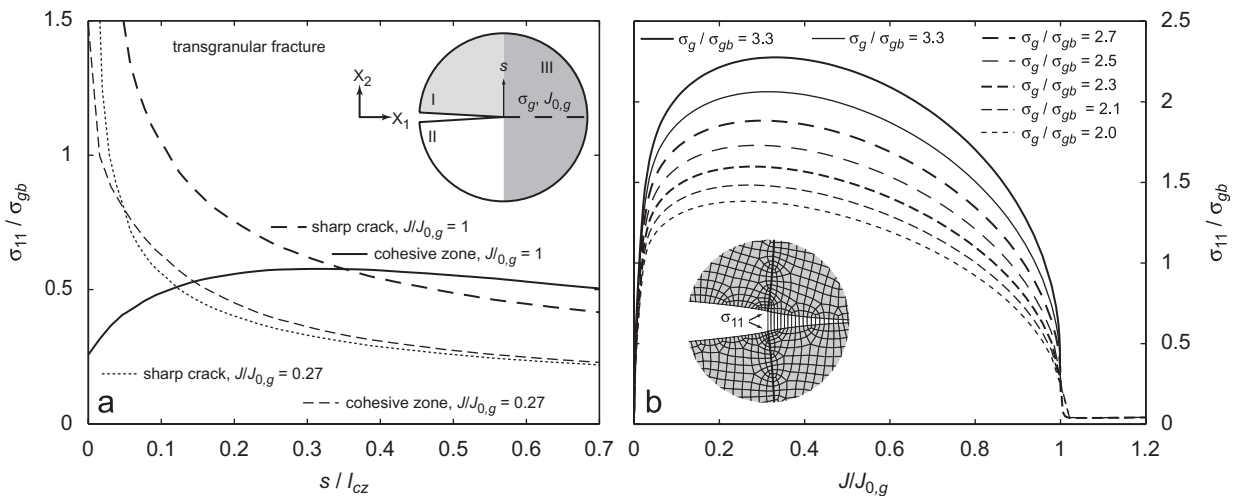 1.5
1
0.5
0
σ11 / σgb
transgranular fracture
X2
X1
s
I
II
III
σg, J0,g
sharp crack, J/J0,g = 1
cohesive zone, J/0,g = 1
sharp crack, J/J0,g = 0.27
cohesive zone, J/J0,g = 0.27
a
0 0.1 0.2 0.3 0.4 0.5 0.6 0.7
s / lcz
σg / σgb = 3.3
σg / σgb = 3.3
σg / σgb = 2.7
σg / σgb = 2.5
σg / σgb = 2.3
σg / σgb = 2.1
σg / σgb = 2.0
σ11
b
2.5
2
1.5
1
0.5
0
σ11 / σgb
0 0.2 0.4 0.6 0.8 1 1.2
J/J0,g